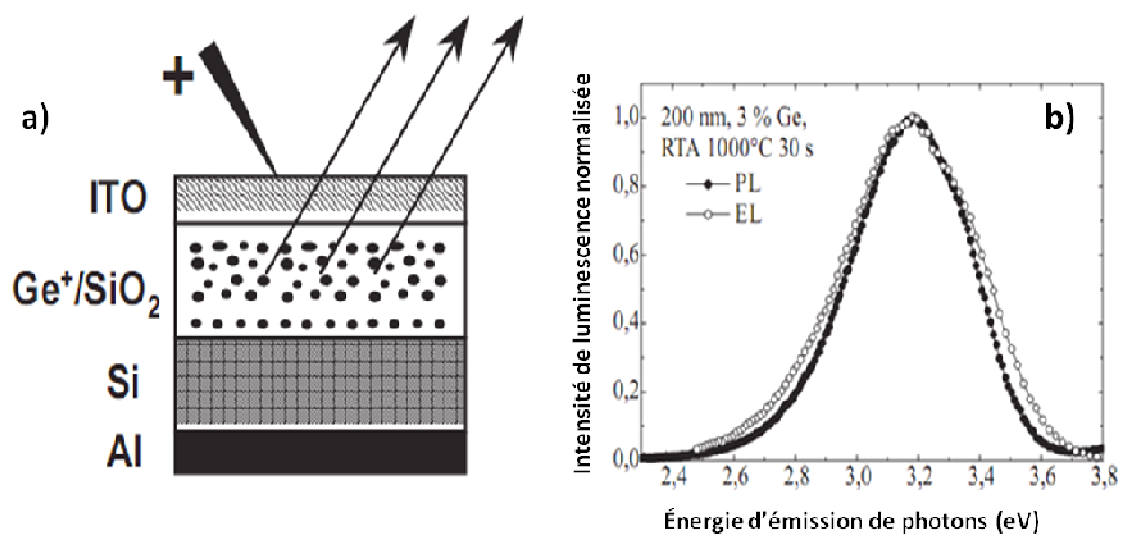 a)
+
ITO
Ge⁺/SiO₂
Si
Al
b)
Intensité de luminescence normalisée
1,0
0,8
0,6
0,4
0,2
0,0
200 nm, 3 % Ge,
RTA 1000°C 30 s
PL
EL
2,4 2,6 2,8 3,0 3,2 3,4 3,6 3,8
Énergie d'émission de photons (eV)